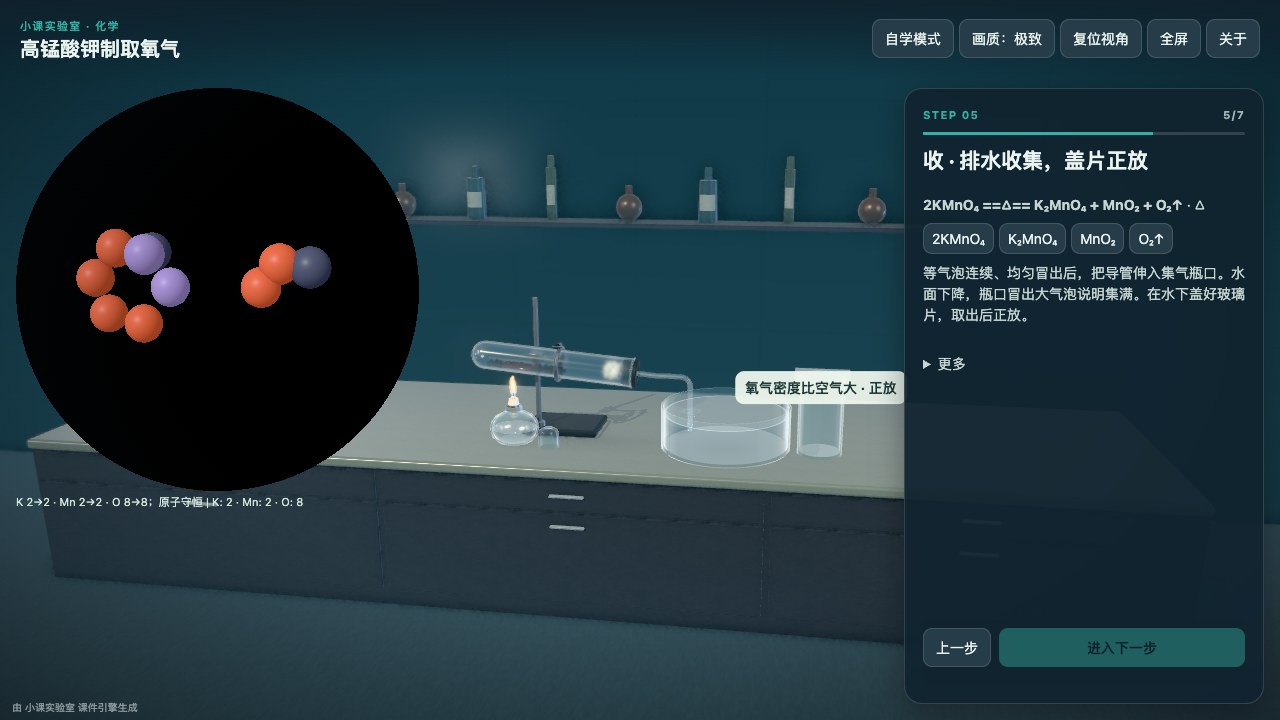 小课实验室 · 化学
高锰酸钾制取氧气
自学模式
画质：极致
复位视角
全屏
关于
STEP 05
5/7
收 · 排水收集，盖片正放
2KMnO₄ ==△== K₂MnO₄ + MnO₂ + O₂↑ · △
2KMnO₄
K₂MnO₄
MnO₂
O₂↑
等气泡连续、均匀冒出后，把导管伸入集气瓶口。水
面下降，瓶口冒出大气泡说明集满。在水下盖好玻璃
片，取出后正放。
▶ 更多
氧气密度比空气大 · 正放
K 2→2 · Mn 2→2 · O 8→8；原子守恒 | K: 2 · Mn: 2 · O: 8
上一步
进入下一步
由 小课实验室 课件引擎生成